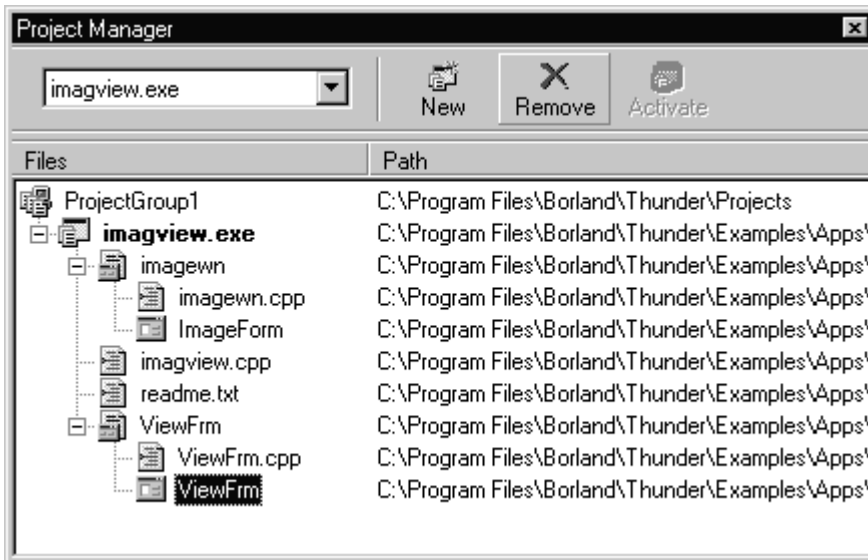 Project Manager
imagview.exe
New Remove Activate
Files Path
ProjectGroup1 C:\Program Files\Borland\Thunder\Projects
imagview.exe C:\Program Files\Borland\Thunder\Examples\Apps\
imagewn C:\Program Files\Borland\Thunder\Examples\Apps\
imagewn.cpp C:\Program Files\Borland\Thunder\Examples\Apps\
ImageForm C:\Program Files\Borland\Thunder\Examples\Apps\
imagview.cpp C:\Program Files\Borland\Thunder\Examples\Apps\
readme.txt C:\Program Files\Borland\Thunder\Examples\Apps\
ViewFrm C:\Program Files\Borland\Thunder\Examples\Apps\
ViewFrm.cpp C:\Program Files\Borland\Thunder\Examples\Apps\
ViewFrm C:\Program Files\Borland\Thunder\Examples\Apps\